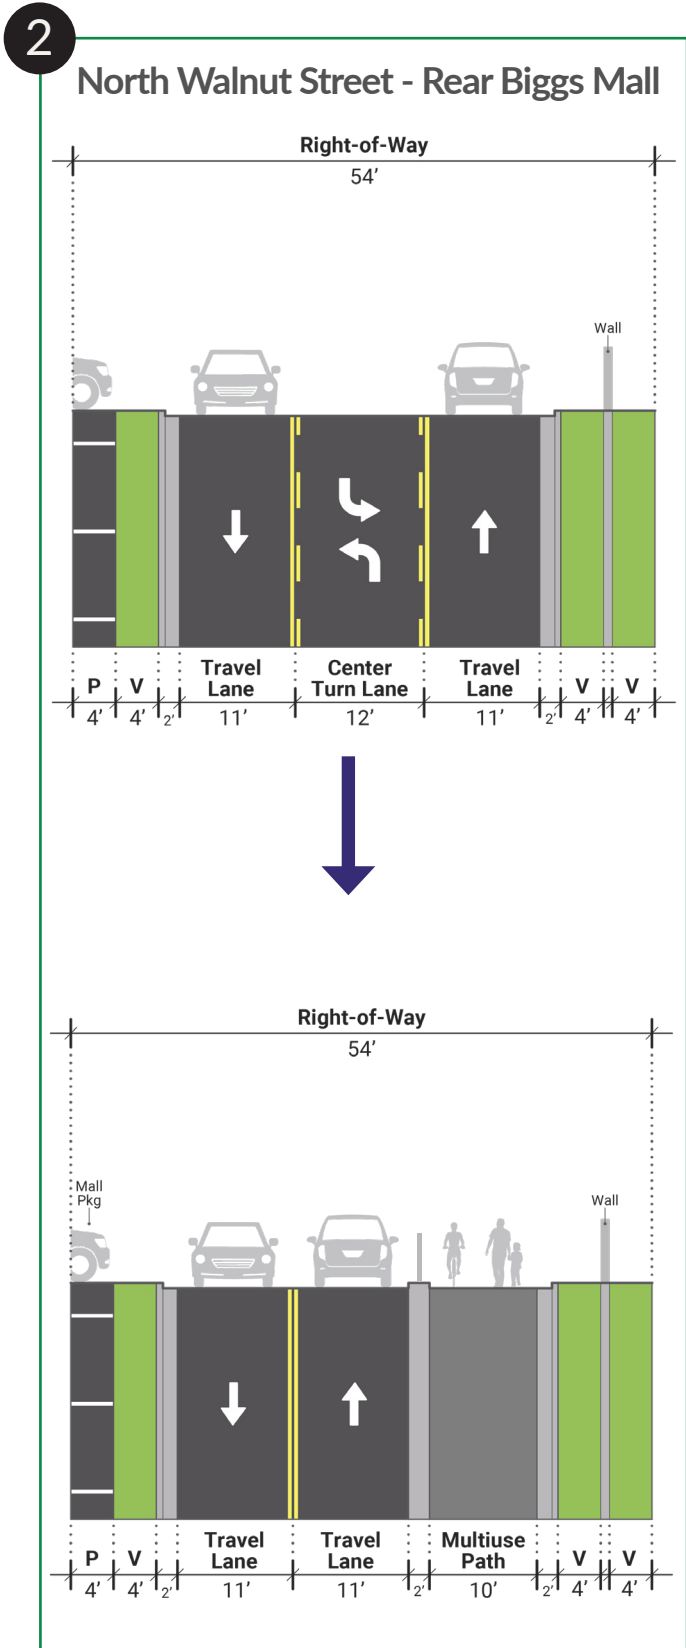 2
North Walnut Street - Rear Biggs Mall
Right-of-Way
54’
Wall
Travel Lane
Center Turn Lane
Travel Lane
P V V V
4’ 4’ 2’ 11’ 12’ 11’ 2’ 4’ 4’
Right-of-Way
54’
Mall
Pkg
Wall
Travel Lane
Travel Lane
Multiuse Path
P V V V
4’ 4’ 2’ 11’ 11’ 2’ 10’ 2’ 4’ 4’